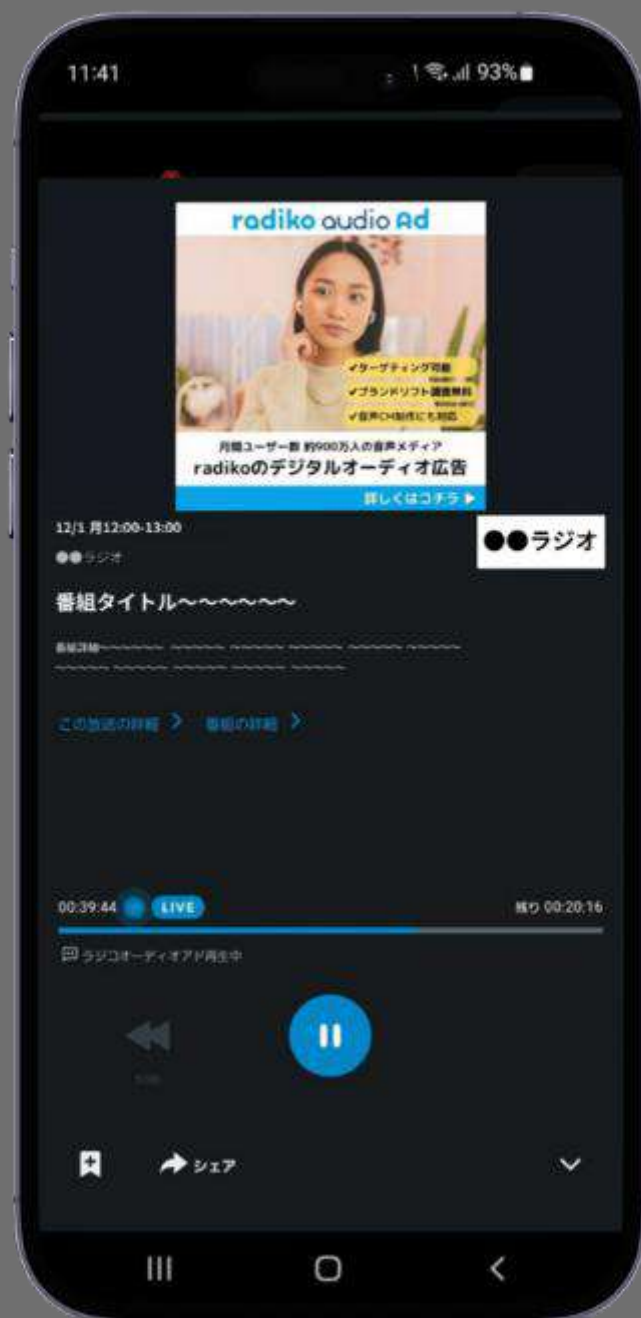 11:41
93%
radiko audio Ad
✓ターゲティング可能
✓ブランドリフト調査無料
✓音声CM制作にも対応
月間ユーザー数 約900万人の音声メディア
radikoのデジタルオーディオ広告
詳しくはコチラ ▶
12/1 月12:00-13:00
●●ラジオ
●●ラジオ
番組タイトル〜〜〜〜〜〜
番組詳細〜〜〜〜〜〜 〜〜〜〜〜 〜〜〜〜〜 〜〜〜〜〜 〜〜〜〜〜 〜〜〜〜〜
〜〜〜〜〜 〜〜〜〜〜 〜〜〜〜〜 〜〜〜〜〜 〜〜〜〜〜
この放送の詳細 > 番組の詳細 >
00:39:44 LIVE 残り 00:20:16
ラジコオーディオアド再生中
シェア